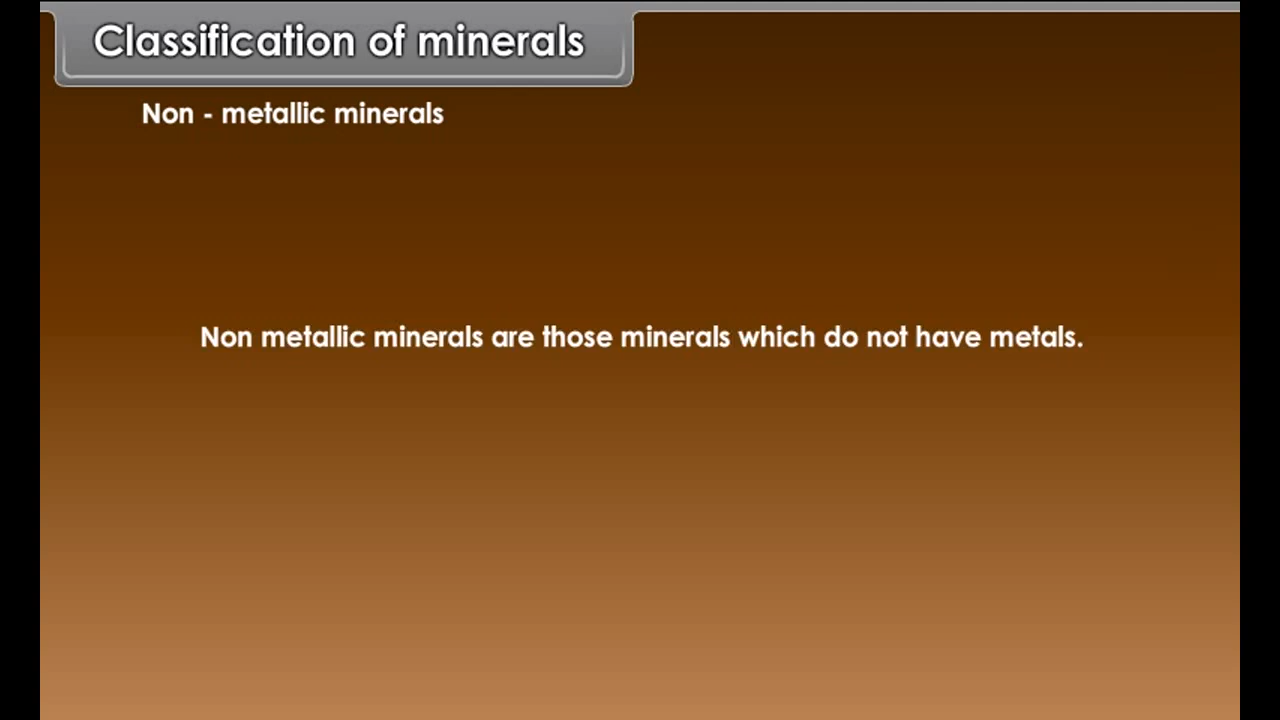 Classification of minerals
Non - metallic minerals
Non metallic minerals are those minerals which do not have metals.